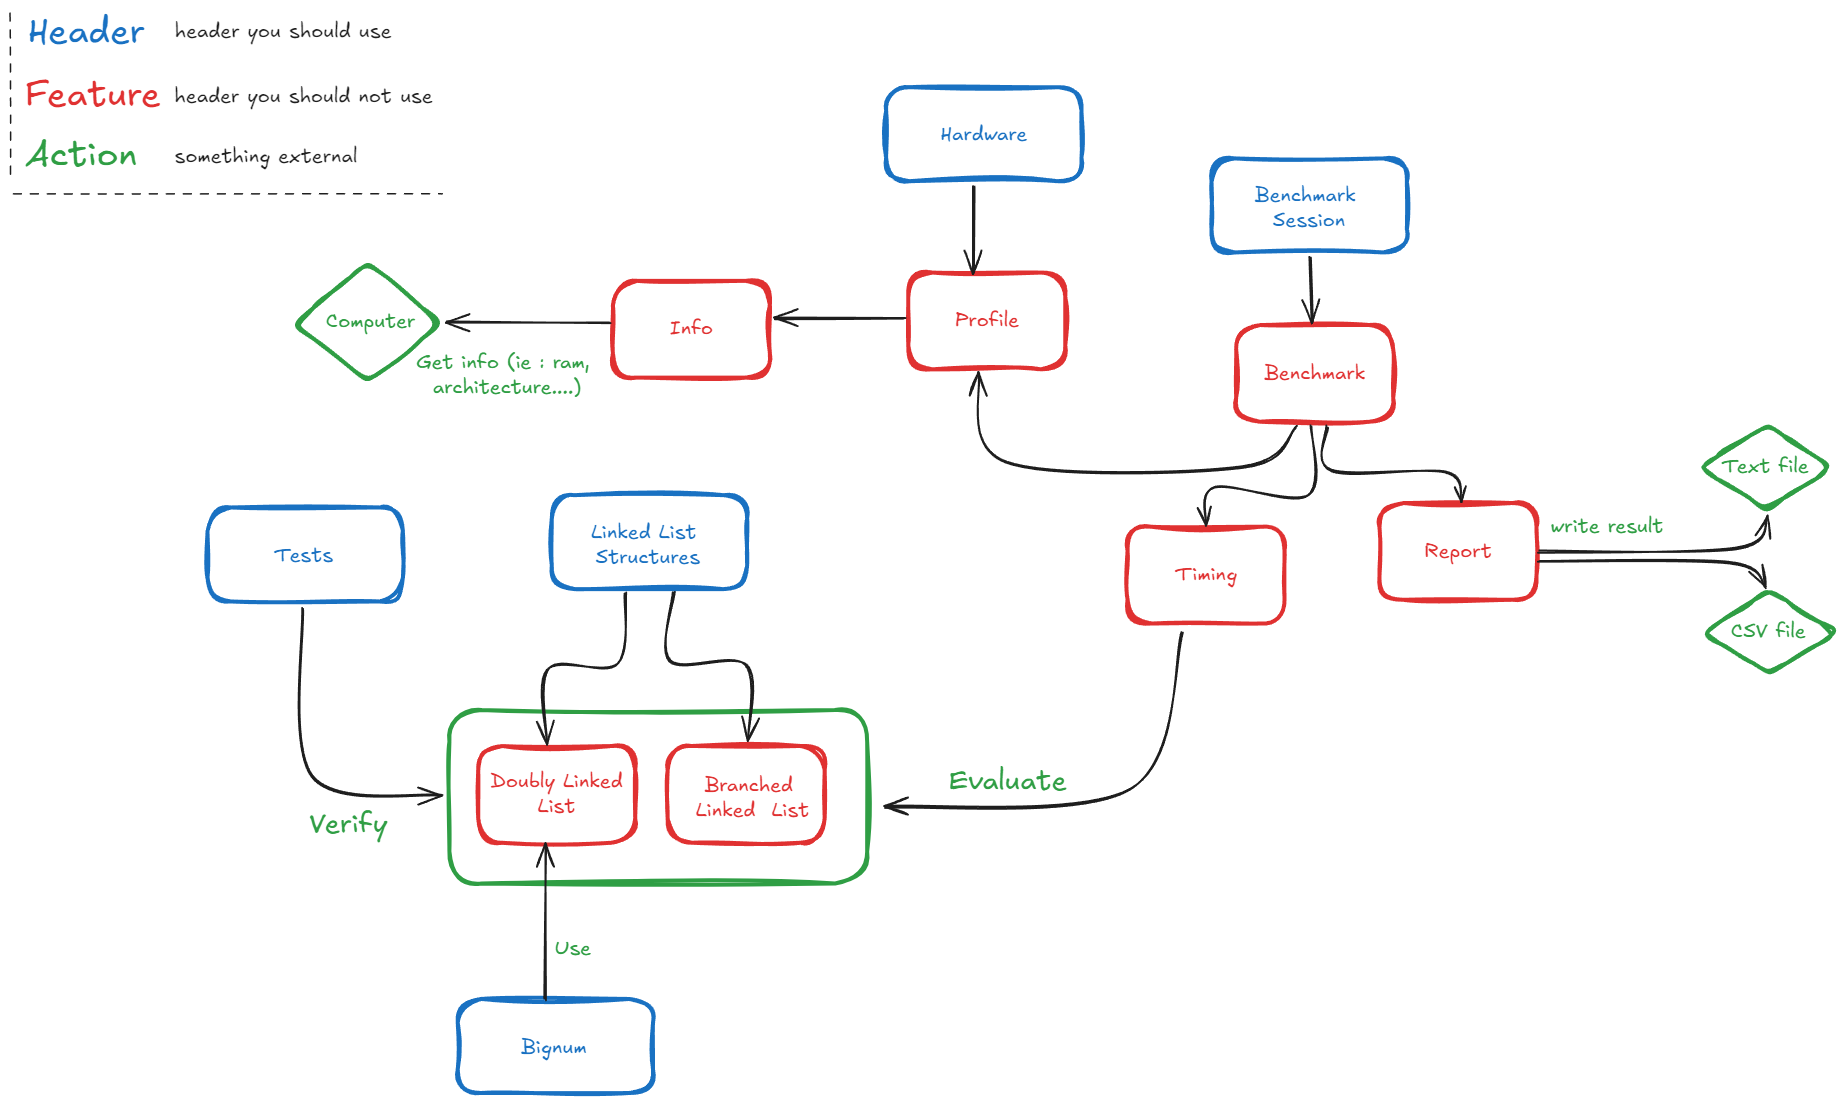 Header header you should use
Feature header you should not use
Action something external
Hardware
Benchmark
Session
Computer
Info
Profile
Get info (ie : ram,
architecture....)
Benchmark
Text file
Tests
Linked List
Structures
Timing
Report
write result
CSV file
Doubly Linked
List
Branched
Linked List
Evaluate
Verify
Use
Bignum